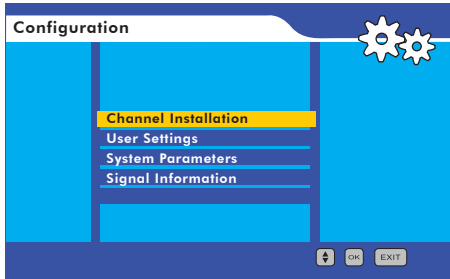 Configuration
Channel Installation
User Settings
System Parameters
Signal Information
OK EXIT